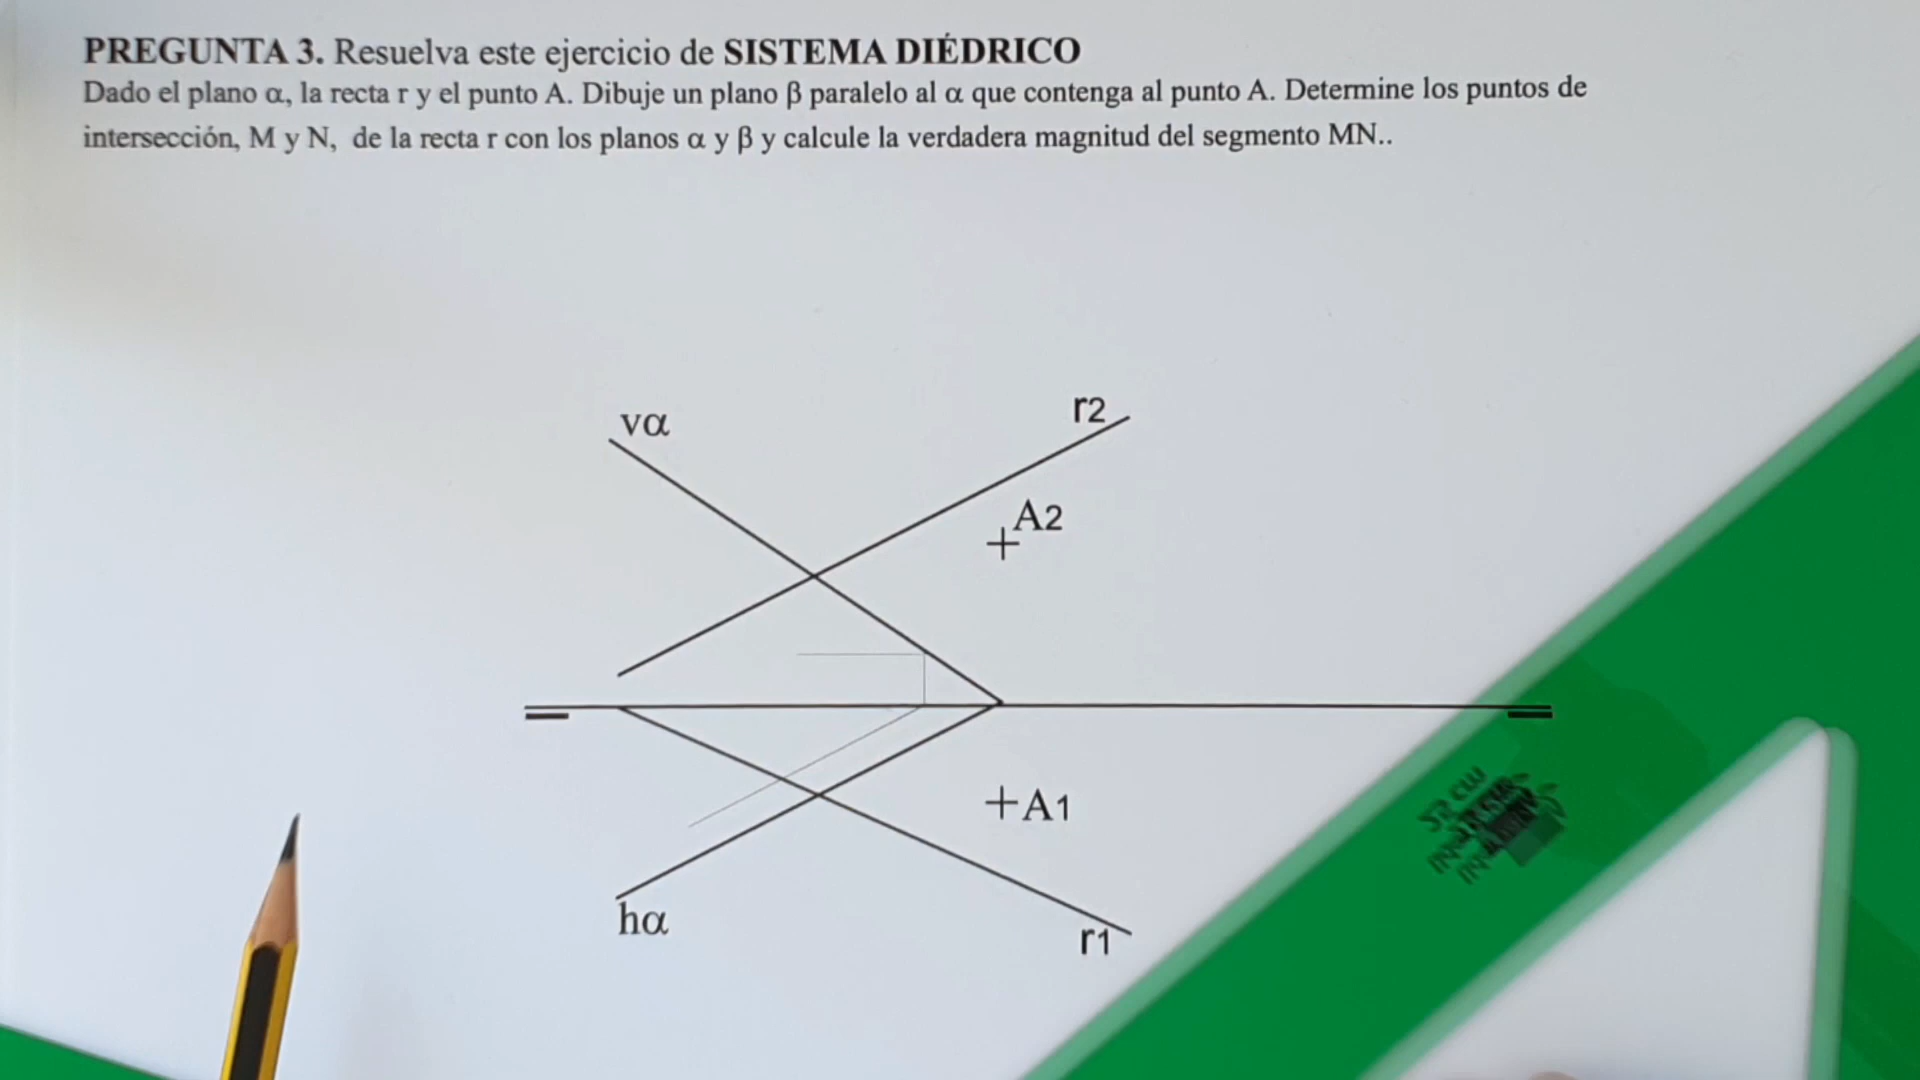 PREGUNTA 3. Resuelva este ejercicio de SISTEMA DIÉDRICO
Dado el plano α, la recta r y el punto A. Dibuje un plano β paralelo al α que contenga al punto A. Determine los puntos de
intersección, M y N, de la recta r con los planos α y β y calcule la verdadera magnitud del segmento MN..
vα
r2
A2
A1
hα
r1